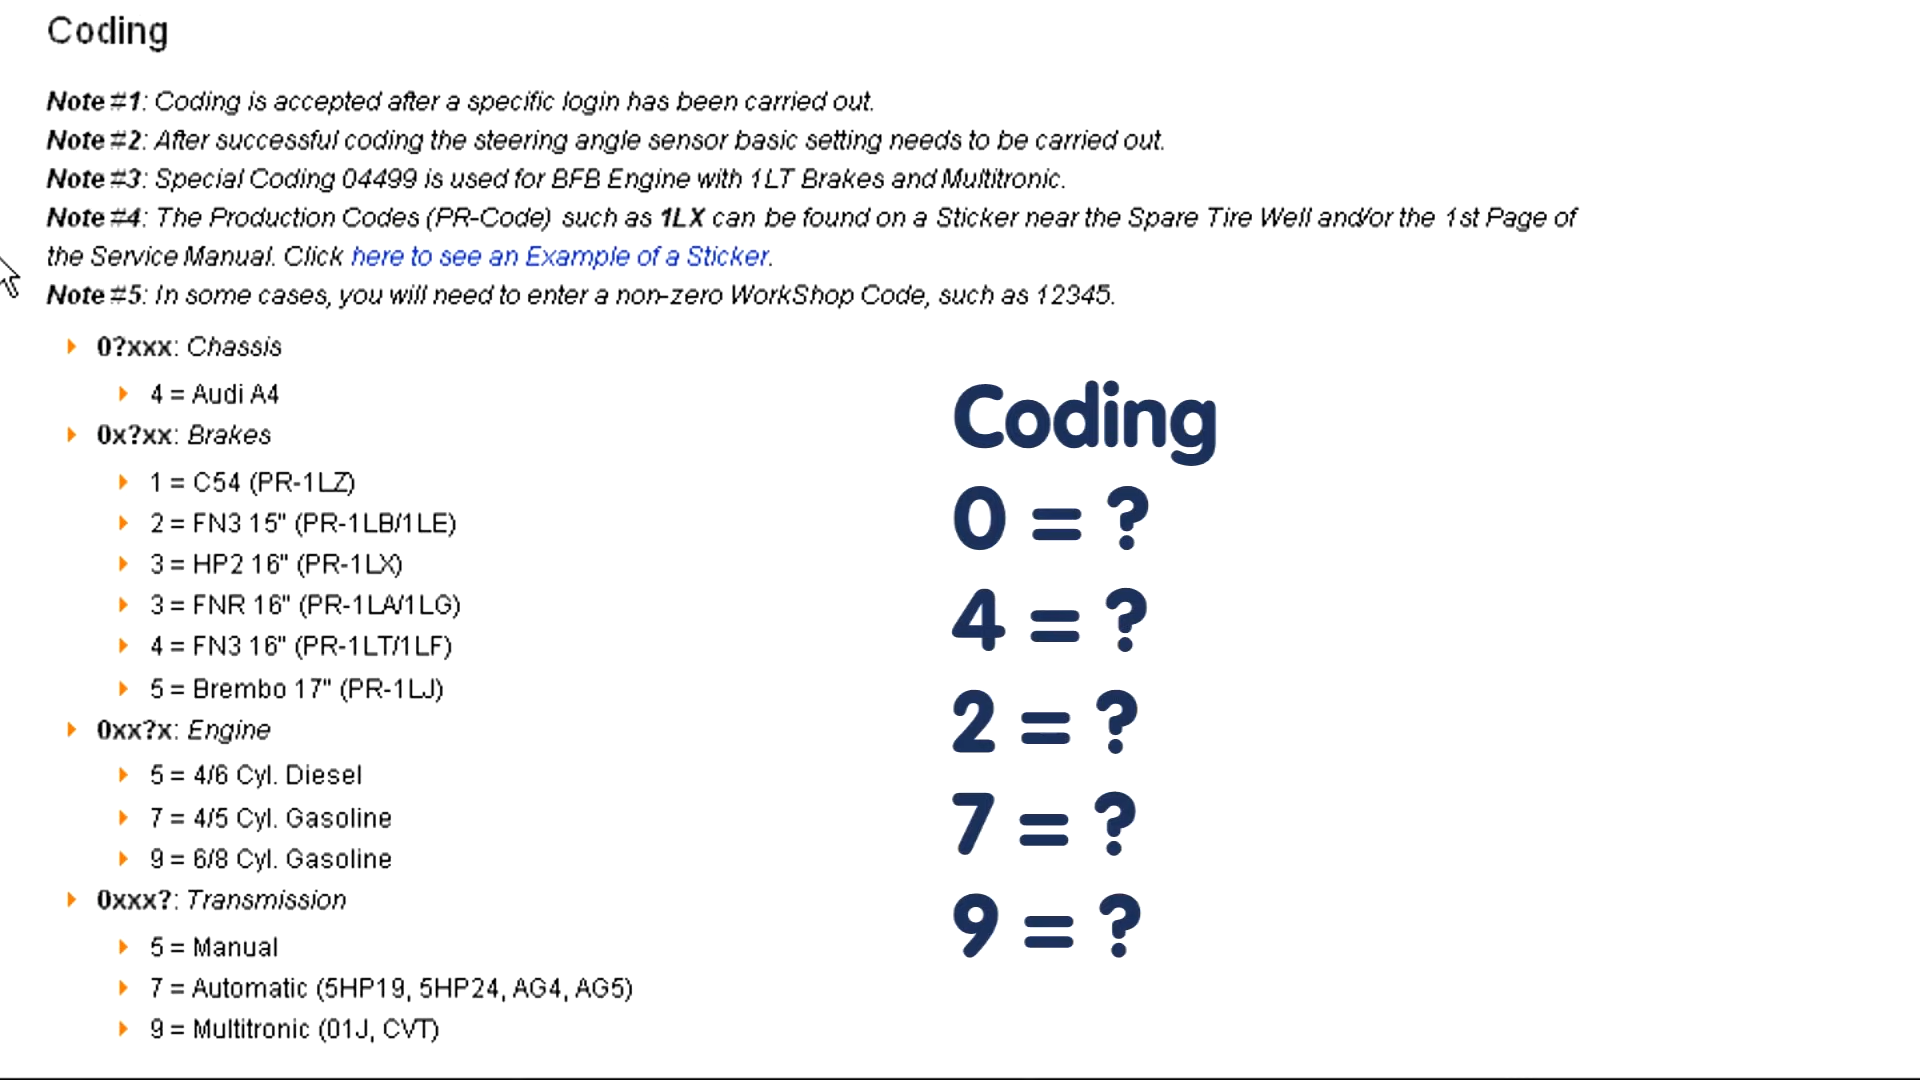 Coding
Note #1: Coding is accepted after a specific login has been carried out.
Note #2: After successful coding the steering angle sensor basic setting needs to be carried out.
Note #3: Special Coding 04499 is used for BFB Engine with 1LT Brakes and Multitronic.
Note #4: The Production Codes (PR-Code) such as 1LX can be found on a Sticker near the Spare Tire Well and/or the 1st Page of
the Service Manual. Click here to see an Example of a Sticker.
Note #5: In some cases, you will need to enter a non-zero WorkShop Code, such as 12345.
0?xxx: Chassis
4 = Audi A4
0x?xx: Brakes
1 = C54 (PR-1LZ)
2 = FN3 15" (PR-1LB/1LE)
3 = HP2 16" (PR-1LX)
3 = FNR 16" (PR-1LA/1LG)
4 = FN3 16" (PR-1LT/1LF)
5 = Brembo 17" (PR-1LJ)
0xx?x: Engine
5 = 4/6 Cyl. Diesel
7 = 4/5 Cyl. Gasoline
9 = 6/8 Cyl. Gasoline
0xxx?: Transmission
5 = Manual
7 = Automatic (5HP19, 5HP24, AG4, AG5)
9 = Multitronic (01J, CVT)
Coding
0 = ?
4 = ?
2 = ?
7 = ?
9 = ?